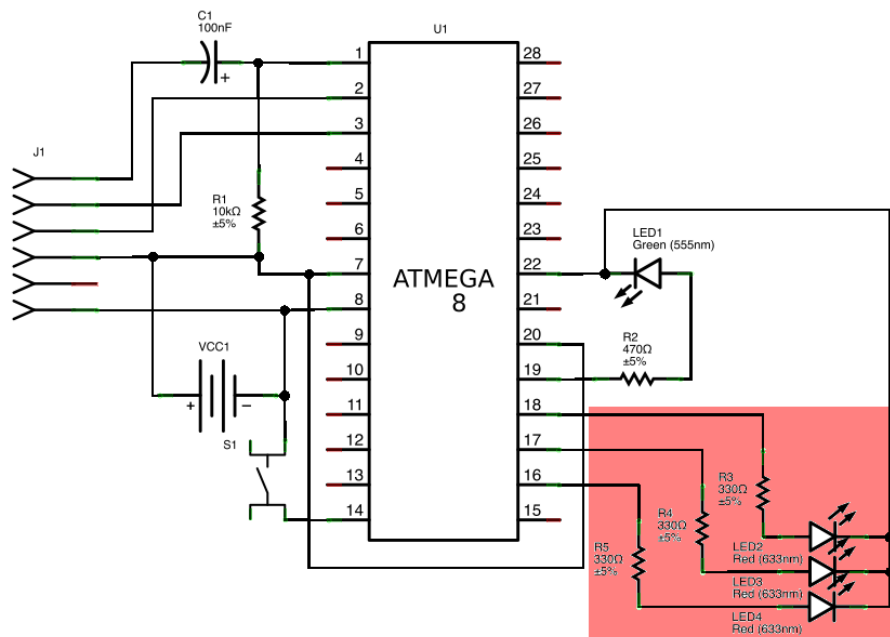 C1
100nF
U1
J1
1
2
3
4
5
6
7
8
9
10
11
12
13
14
28
27
26
25
24
23
22
21
20
19
18
17
16
15
ATMEGA
8
R1
10kΩ
±5%
+
VCC1
+
−
S1
LED1
Green (555nm)
R2
470Ω
±5%
R3
330Ω
±5%
R4
330Ω
±5%
R5
330Ω
±5%
LED2
Red (633nm)
LED3
Red (633nm)
LED4
Red (633nm)